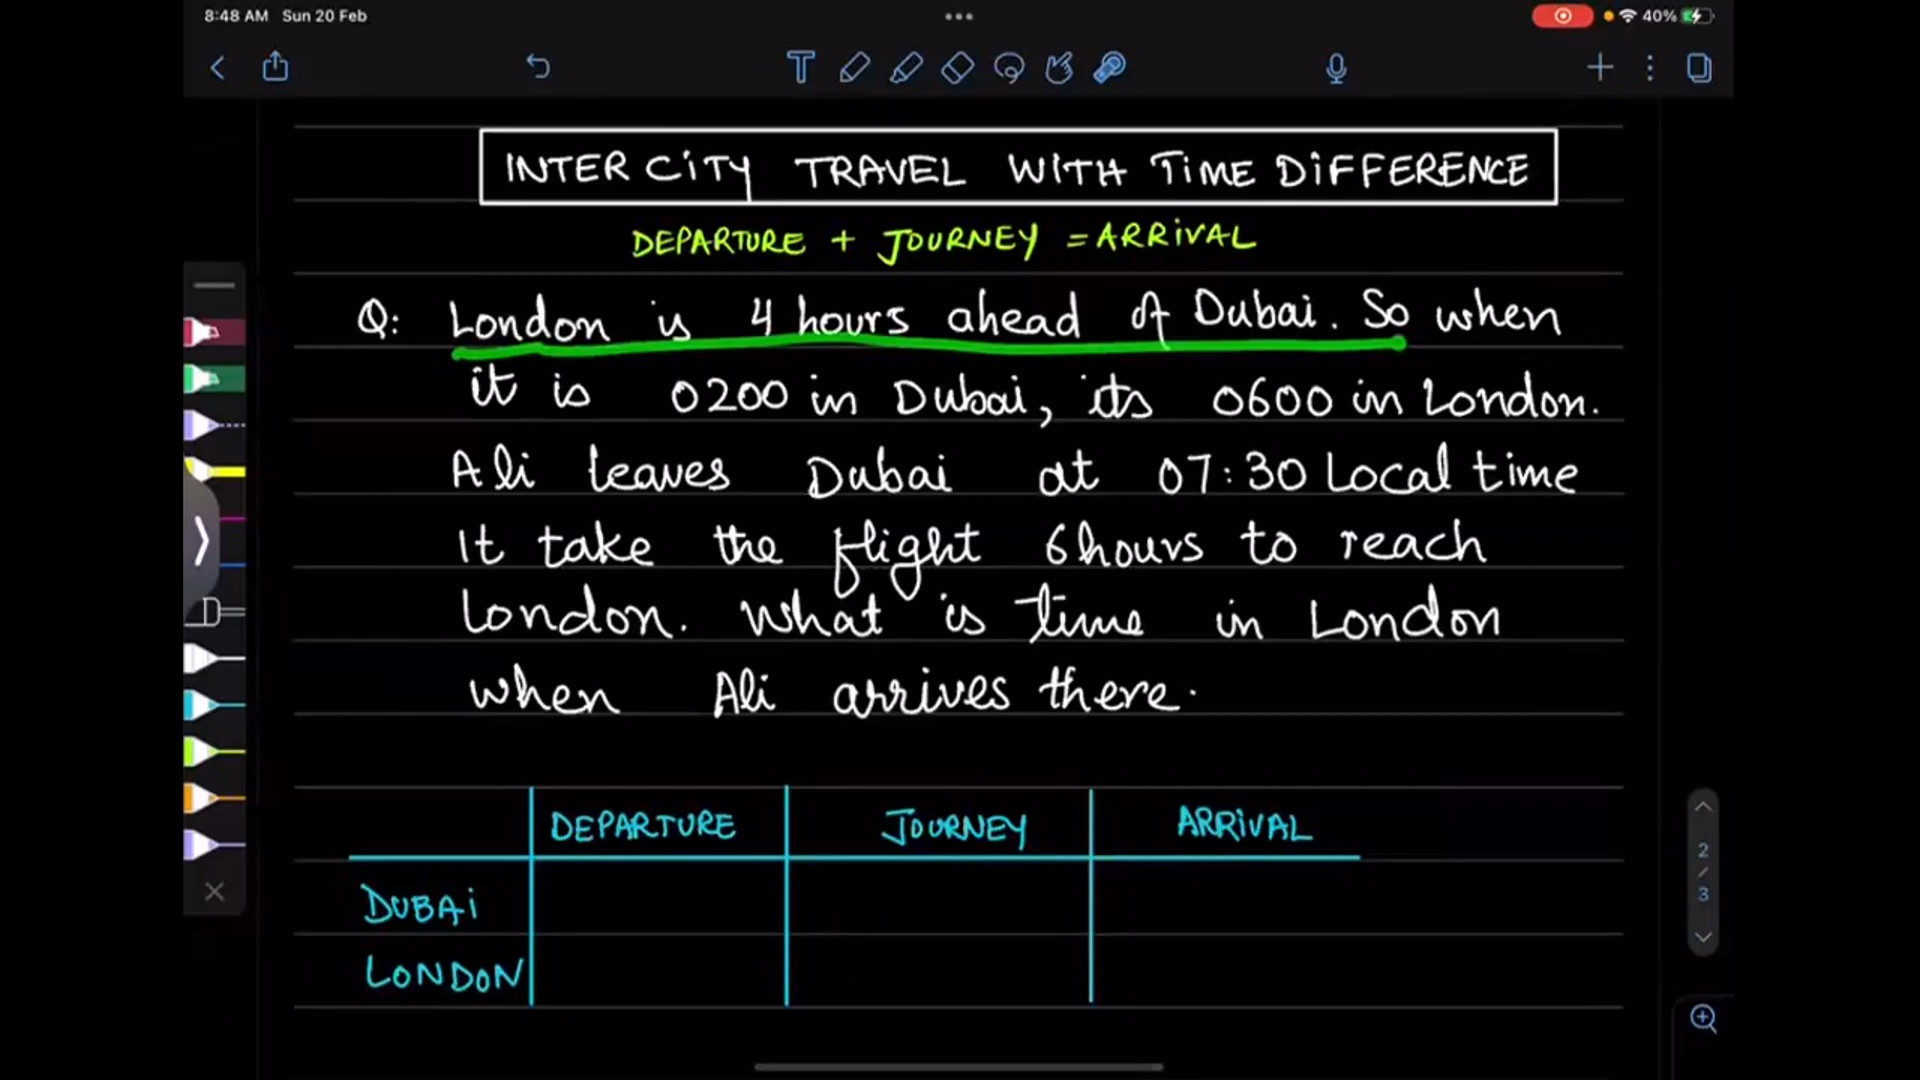 8:48 AM Sun 20 Feb
40%
INTER CITY TRAVEL WITH TIME DIFFERENCE
DEPARTURE + JOURNEY = ARRIVAL
Q: London is 4 hours ahead of Dubai. So when
it is 0200 in Dubai, its 0600 in London.
Ali leaves Dubai at 07:30 Local time
It take the flight 6 hours to reach
London. What is time in London
when Ali arrives there.
DEPARTURE JOURNEY ARRIVAL
DUBAI
LONDON
2
/
3